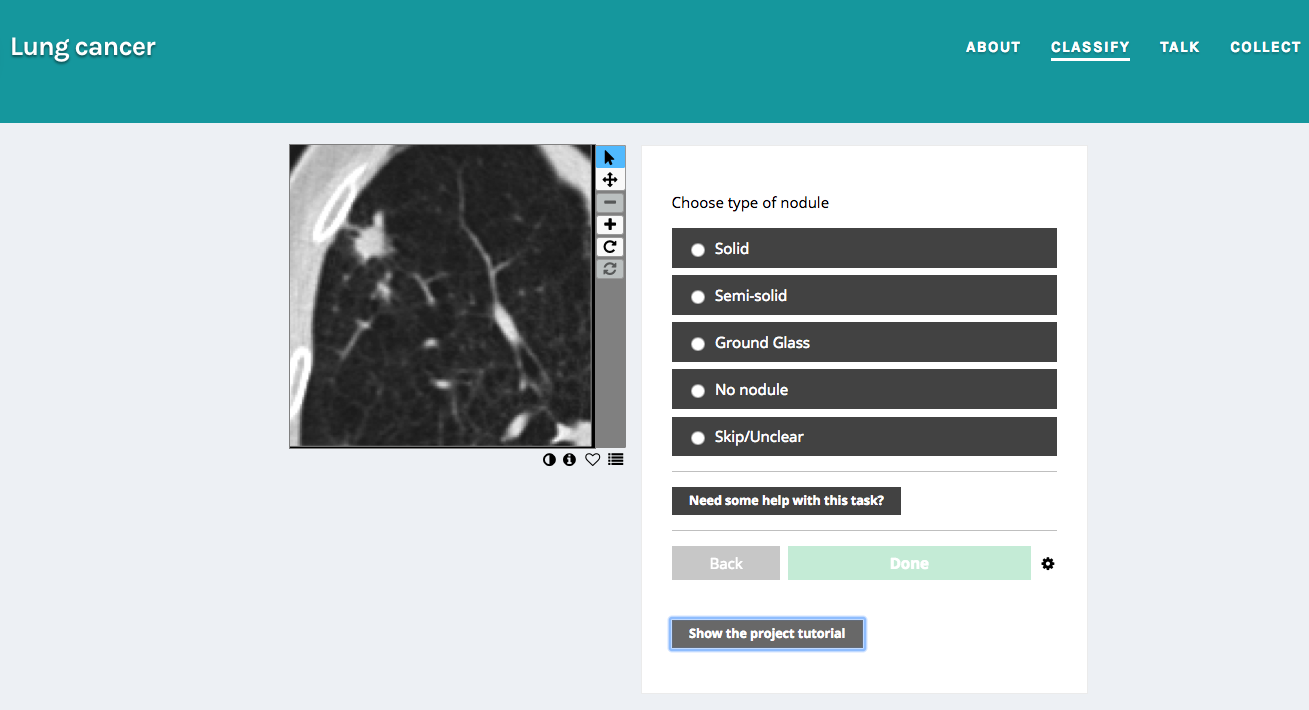 Lung cancer
ABOUT CLASSIFY TALK COLLECT
Choose type of nodule
Solid
Semi-solid
Ground Glass
No nodule
Skip/Unclear
Need some help with this task?
Back Done
Show the project tutorial